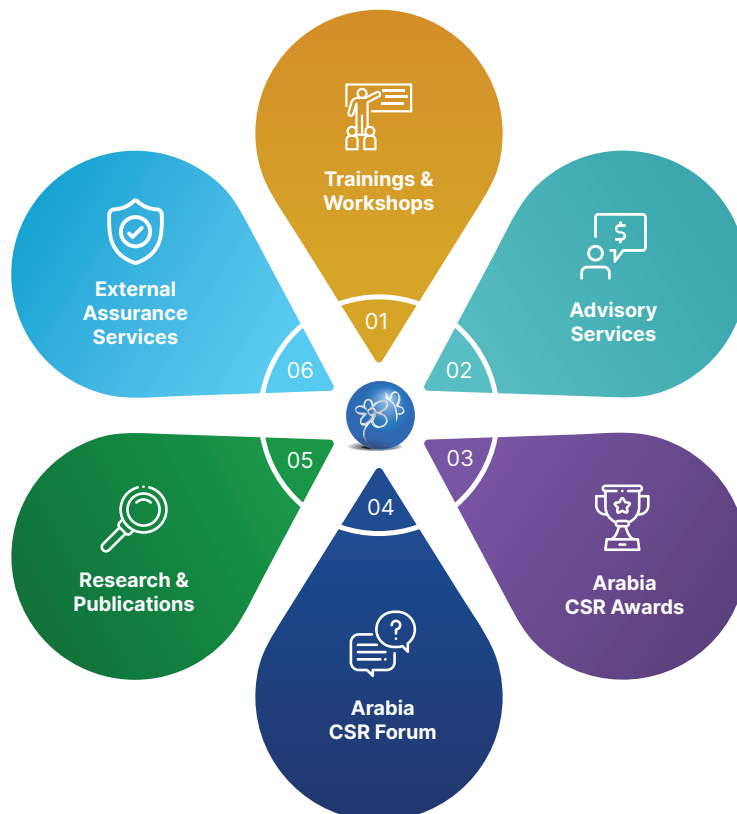 Trainings &
Workshops
01
Advisory
Services
02
03
Arabia
CSR Awards
04
Arabia
CSR Forum
05
Research &
Publications
External
Assurance
Services
06